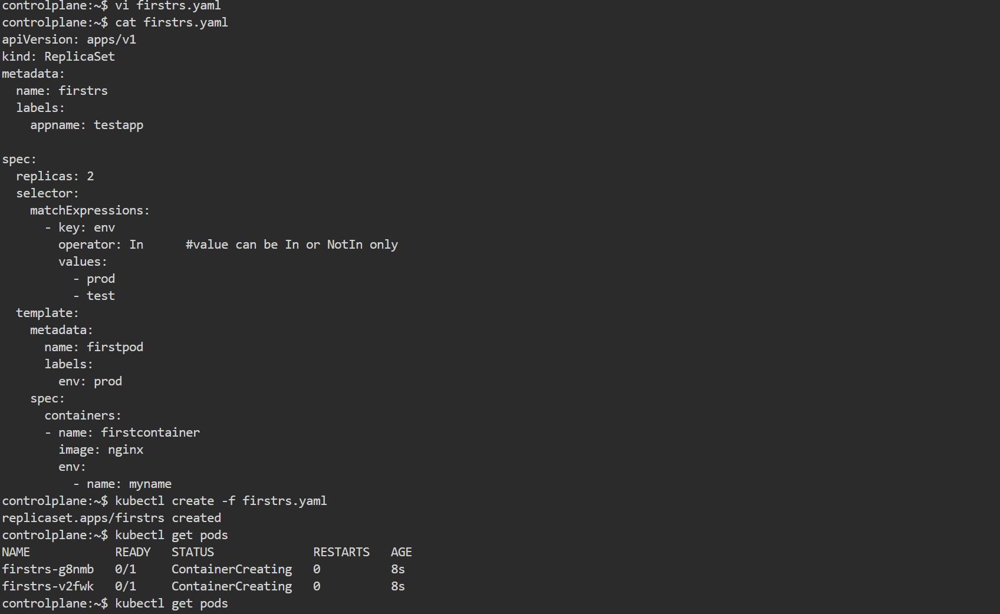 controlplane:~$ vi firstrs.yaml
controlplane:~$ cat firstrs.yaml
apiVersion: apps/v1
kind: ReplicaSet
metadata:
  name: firstrs
  labels:
    appname: testapp

spec:
  replicas: 2
  selector:
    matchExpressions:
      - key: env
        operator: In      #value can be In or NotIn only
        values:
          - prod
          - test
  template:
    metadata:
      name: firstpod
      labels:
        env: prod
    spec:
      containers:
      - name: firstcontainer
        image: nginx
        env:
          - name: myname
controlplane:~$ kubectl create -f firstrs.yaml
replicaset.apps/firstrs created
controlplane:~$ kubectl get pods
NAME            READY   STATUS              RESTARTS   AGE
firstrs-g8nmb   0/1     ContainerCreating   0          8s
firstrs-v2fwk   0/1     ContainerCreating   0          8s
controlplane:~$ kubectl get pods